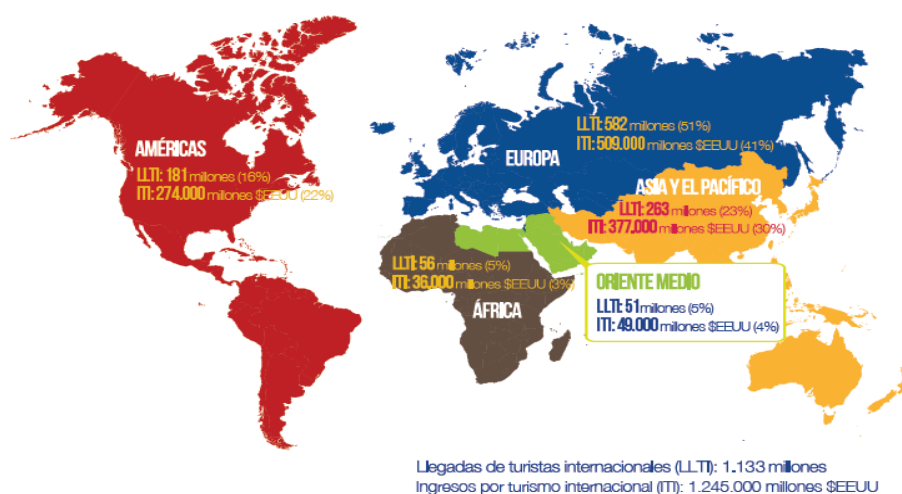 AMÉRICAS
LLTI: 181 millones (16%)
ITI: 274.000 millones $EEUU (22%)
EUROPA
LLTI: 582 millones (51%)
ITI: 509.000 millones $EEUU (41%)
ASIA Y EL PACÍFICO
LLTI: 263 millones (23%)
ITI: 377.000 millones $EEUU (30%)
LLTI: 56 millones (5%)
ITI: 36.000 millones $EEUU (3%)
ÁFRICA
ORIENTE MEDIO
LLTI: 51 millones (5%)
ITI: 49.000 millones $EEUU (4%)
Llegadas de turistas internacionales (LLTI): 1.133 millones
Ingresos por turismo internacional (ITI): 1.245.000 millones $EEUU